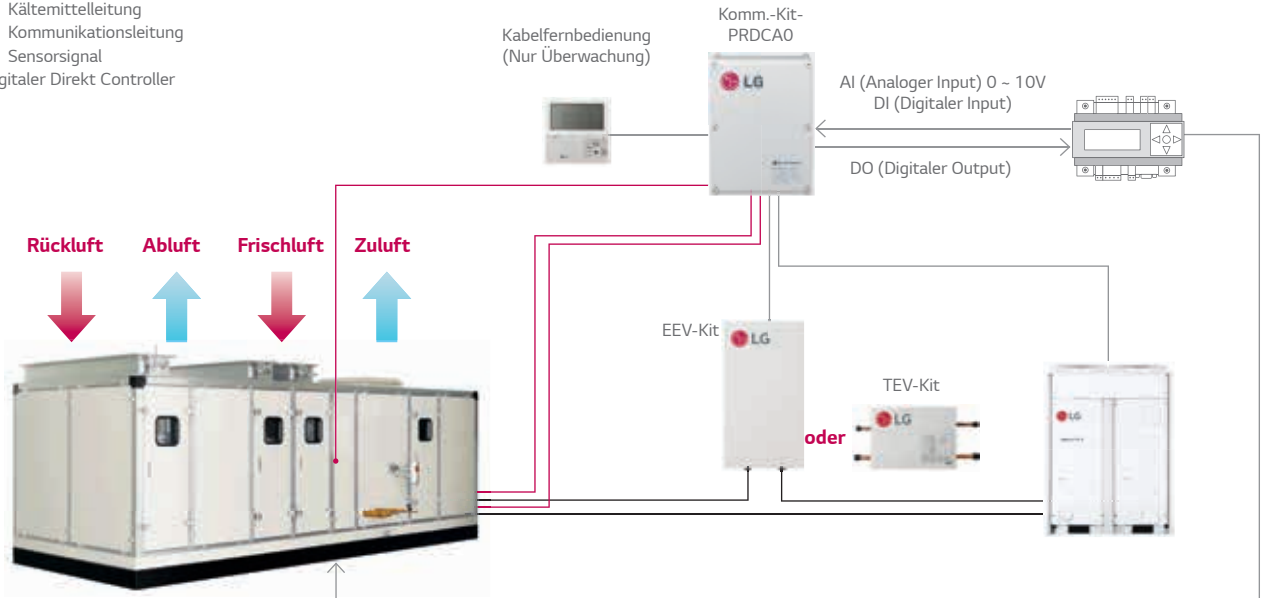 Kältemittelleitung
Kommunikationsleitung
Sensorsignal
gitaler Direkt Controller
Kabelfernbedienung
(Nur Überwachung)
Komm.-Kit-
PRDCA0
LG
AI (Analoger Input) 0 ~ 10V
DI (Digitaler Input)
DO (Digitaler Output)
Rückluft
Abluft
Frischluft
Zuluft
EEV-Kit
LG
TEV-Kit
oder
LG
LG